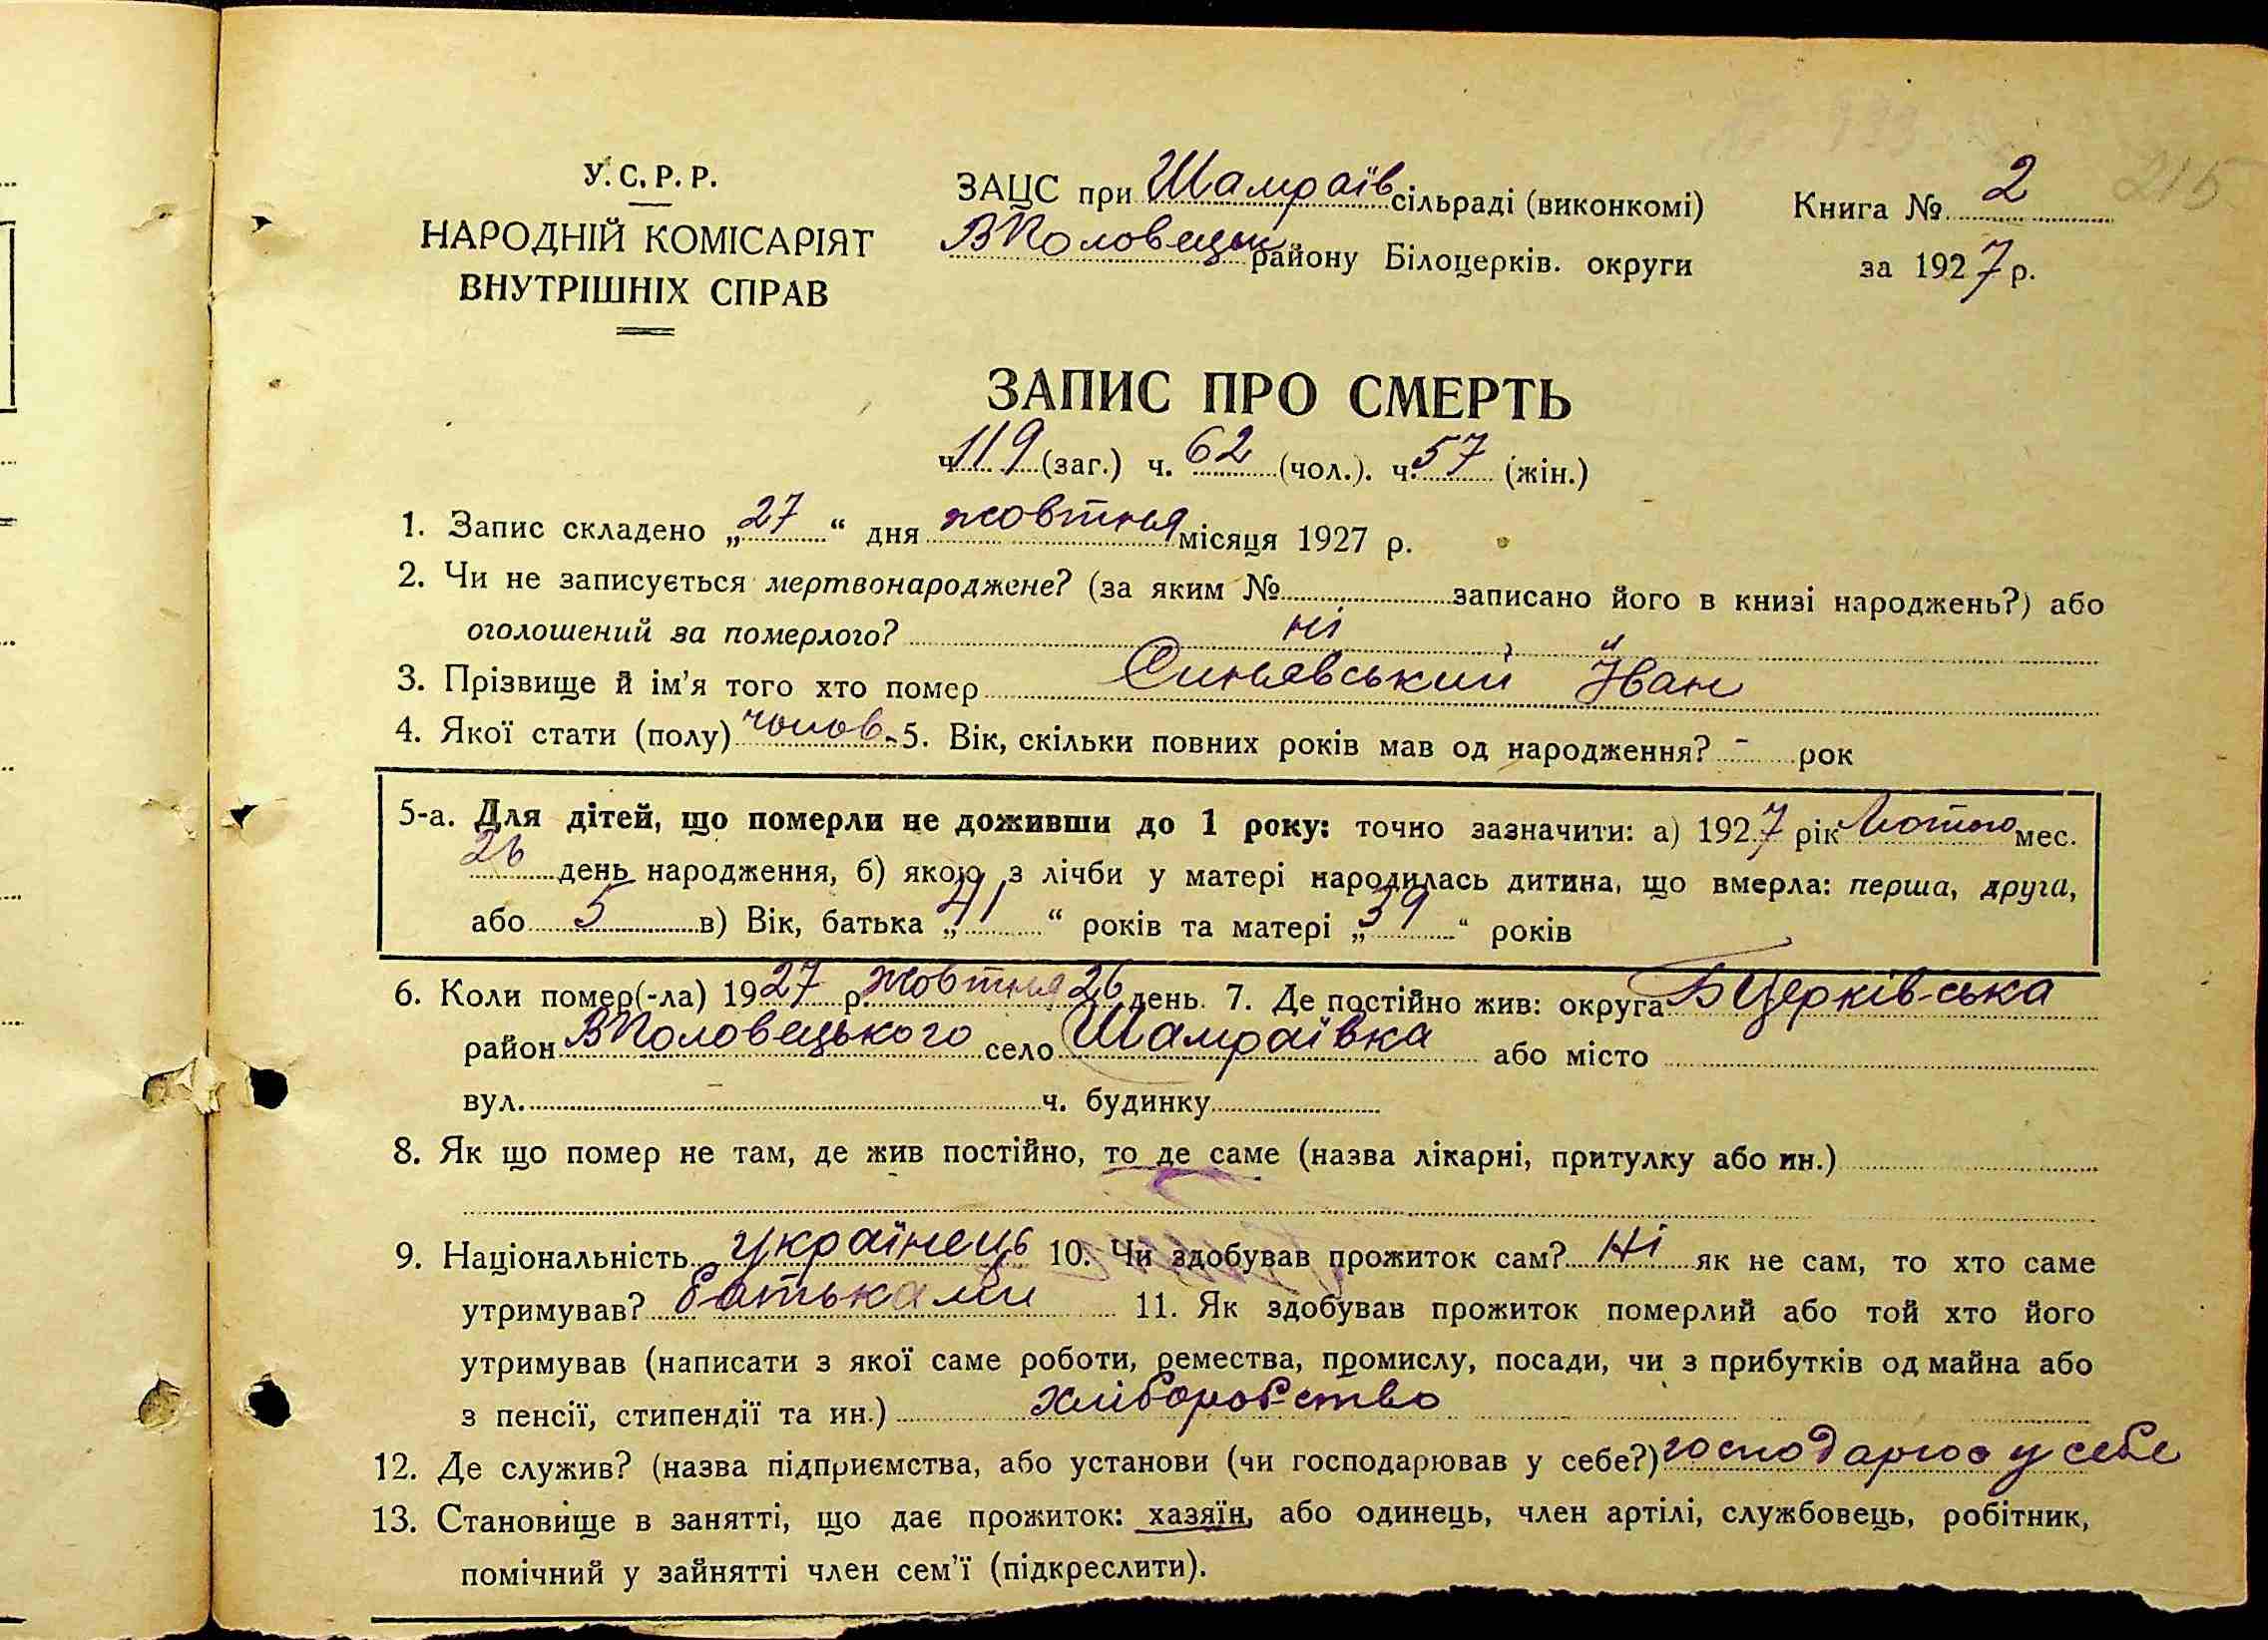 215
У.С.Р.Р.
НАРОДНІЙ КОМІСАРІЯТ
ВНУТРІШНІХ СПРАВ
ЗАЦС при Шамраїв сільраді (виконкомі)
ВПоловецьк району Білоцерків. округи
Книга № 2
за 1927 р.
ЗАПИС ПРО СМЕРТЬ
ч. 119 (заг.) ч. 62 (чол.). ч. 57 (жін.)
1. Запис складено „27“ дня жовтня місяця 1927 р.
2. Чи не записується мертвонароджене? (за яким № записано його в книзі народжень?) або
оголошений за померлого? ні
3. Прізвище й ім’я того хто помер Синявський Іван
4. Якої стати (полу) чолов. 5. Вік, скільки повних років мав од народження? - рок
5-а. Для дітей, що померли не доживши до 1 року: точно зазначити: а) 1927 рік Лютого мес.
26 день народження, б) якою з лічби у матері народилась дитина, що вмерла: перша, друга,
або 5 в) Вік, батька „41“ років та матері „39“ років
6. Коли помер(-ла) 1927 р. жовтня 26 день. 7. Де постійно жив: округа БЦерківська
район ВПоловецького село Шамраївка або місто
вул. ч. будинку
8. Як що помер не там, де жив постійно, то де саме (назва лікарні, притулку або ин.)
9. Національність українець 10. Чи здобував прожиток сам? Ні як не сам, то хто саме
утримував? батьками 11. Як здобував прожиток померлий або той хто його
утримував (написати з якої саме роботи, ремества, промислу, посади, чи з прибутків од майна або
з пенсії, стипендії та ин.) хліборобство
12. Де служив? (назва підприємства, або установи (чи господарював у себе?) господарює у себе
13. Становище в занятті, що дає прожиток: хазяїн, або одинець, член артілі, службовець, робітник,
помічний у зайнятті член сем’ї (підкреслити).